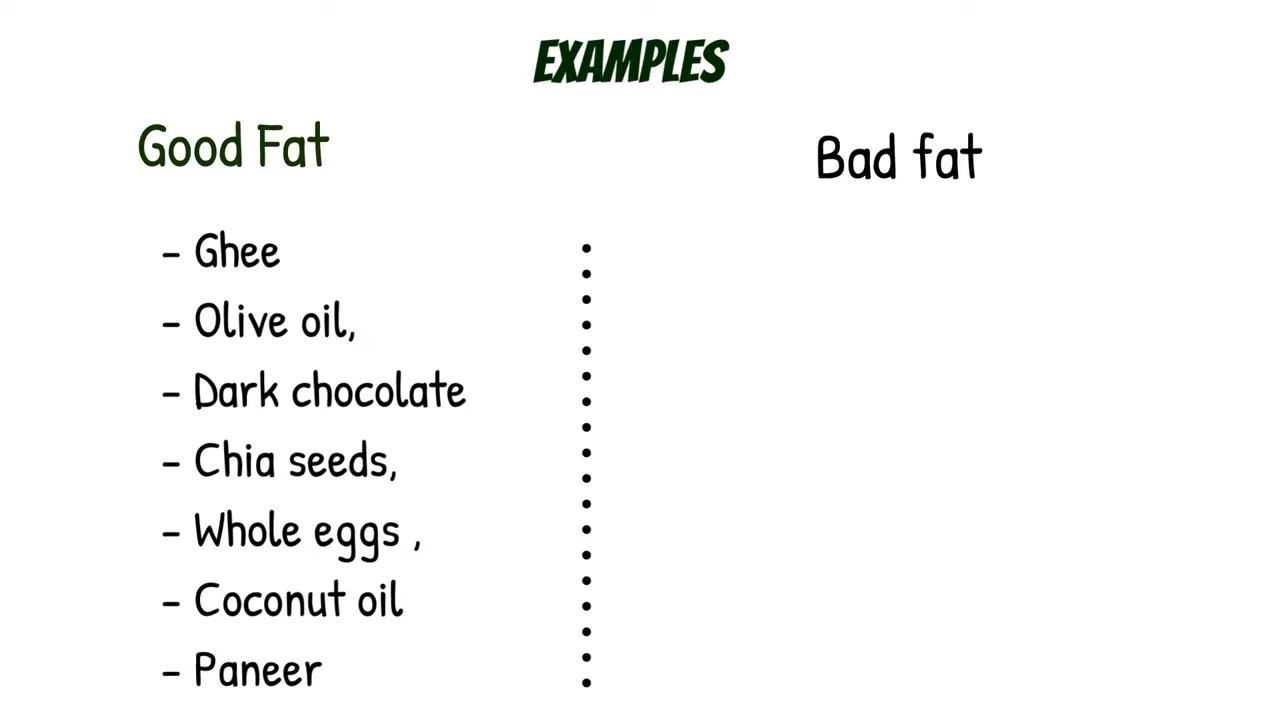 EXAMPLES
Good Fat
Bad fat
- Ghee
- Olive oil,
- Dark chocolate
- Chia seeds,
- Whole eggs ,
- Coconut oil
- Paneer